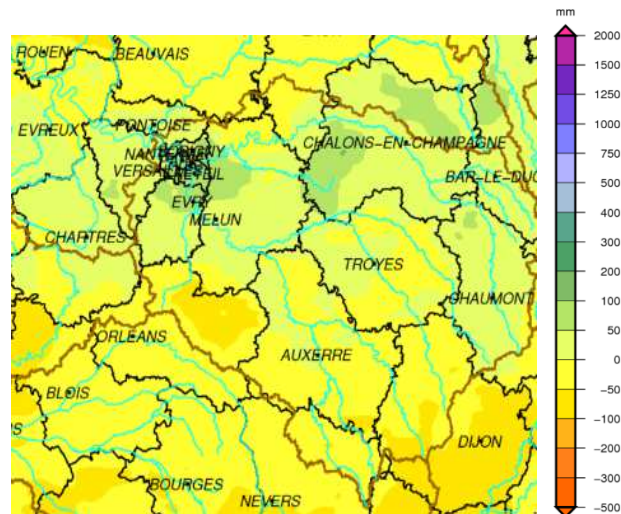 mm
ROUEN
BEAUVAIS
EVREUX
PONTOISE
CHALONS-EN-CHAMPAGNE
BAR-LE-DUC
EVRY
MELUN
CHARTRES
TROYES
CHAUMONT
ORLEANS
AUXERRE
BLOIS
DIJON
BOURGES
NEVERS
2000
1500
1250
1000
750
500
400
300
200
100
50
0
−50
−100
−200
−300
−500